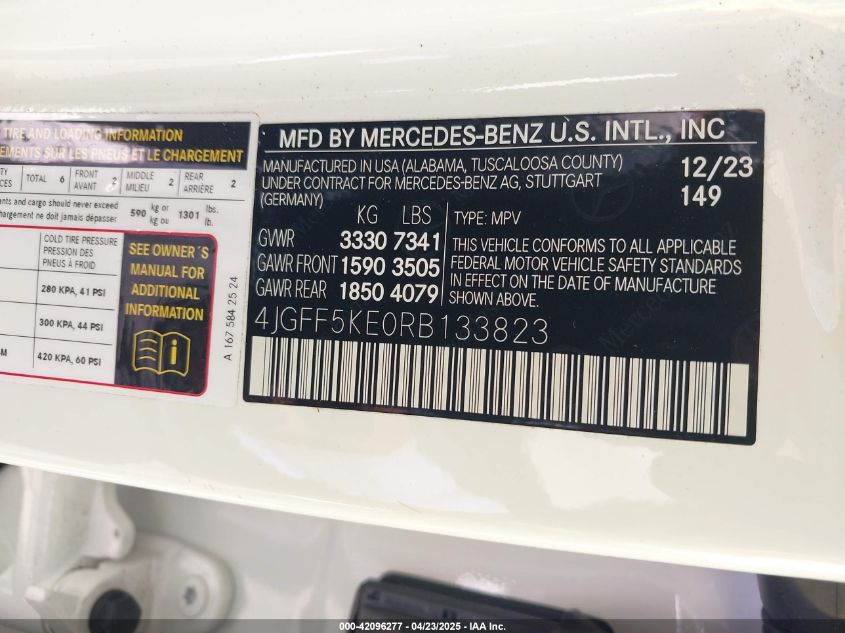 TIRE AND LOADING INFORMATION
EMENTS SUR LES PNEUS ET LE CHARGEMENT
TOTAL 6 FRONT AVANT 2 MIDDLE MILIEU 2 REAR ARRIÈRE 2
ants and cargo should never exceed
chargement ne doit jamais dépasser
590 kg or kg ou 1301 lbs. lb.
COLD TIRE PRESSURE
PRESSION DES
PNEUS À FROID
280 KPA, 41 PSI
300 KPA, 44 PSI
420 KPA, 60 PSI
SEE OWNER´S
MANUAL FOR
ADDITIONAL
INFORMATION
A 167 584 25 24
MFD BY MERCEDES-BENZ U.S. INTL., INC
MANUFACTURED IN USA (ALABAMA, TUSCALOOSA COUNTY)
UNDER CONTRACT FOR MERCEDES-BENZ AG, STUTTGART
(GERMANY)
12/23
149
KG LBS
GVWR 3330 7341
GAWR FRONT 1590 3505
GAWR REAR 1850 4079
TYPE: MPV
THIS VEHICLE CONFORMS TO ALL APPLICABLE
FEDERAL MOTOR VEHICLE SAFETY STANDARDS
IN EFFECT ON THE DATE OF MANUFACTURE
SHOWN ABOVE.
4JGFF5KE0RB133823
000-42096277 - 04/23/2025 - IAA Inc.